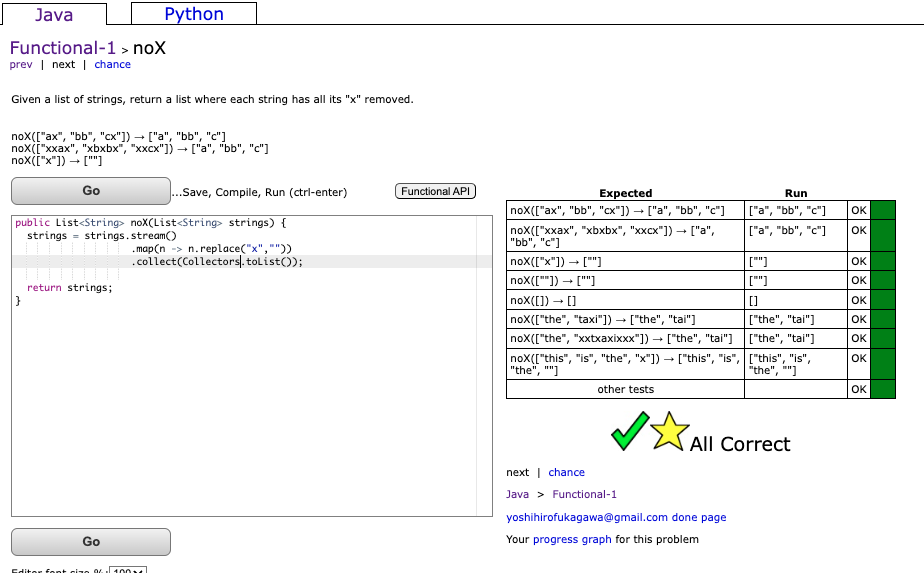 Java
Python
Functional-1 > noX
prev | next | chance
Given a list of strings, return a list where each string has all its "x" removed.
noX(["ax", "bb", "cx"]) → ["a", "bb", "c"]
noX(["xxax", "xbxbx", "xxcx"]) → ["a", "bb", "c"]
noX(["x"]) → [""]
Go
...Save, Compile, Run (ctrl-enter)
Functional API
public List<String> noX(List<String> strings) {
strings = strings.stream()
.map(n -> n.replace("x",""))
.collect(Collectors.toList());
return strings;
}
Go
Editor font size %: 100
Expected Run
noX(["ax", "bb", "cx"]) → ["a", "bb", "c"] ["a", "bb", "c"] OK
noX(["xxax", "xbxbx", "xxcx"]) → ["a", ["a", "bb", "c"] OK
"bb", "c"]
noX(["x"]) → [""] [""] OK
noX([""]) → [""] [""] OK
noX([]) → [] [] OK
noX(["the", "taxi"]) → ["the", "tai"] ["the", "tai"] OK
noX(["the", "xxtxaxixxx"]) → ["the", "tai"] ["the", "tai"] OK
noX(["this", "is", "the", "x"]) → ["this", "is", ["this", "is", OK
"the", ""] "the", ""]
other tests OK
All Correct
next | chance
Java > Functional-1
yoshihirofukagawa@gmail.com done page
Your progress graph for this problem